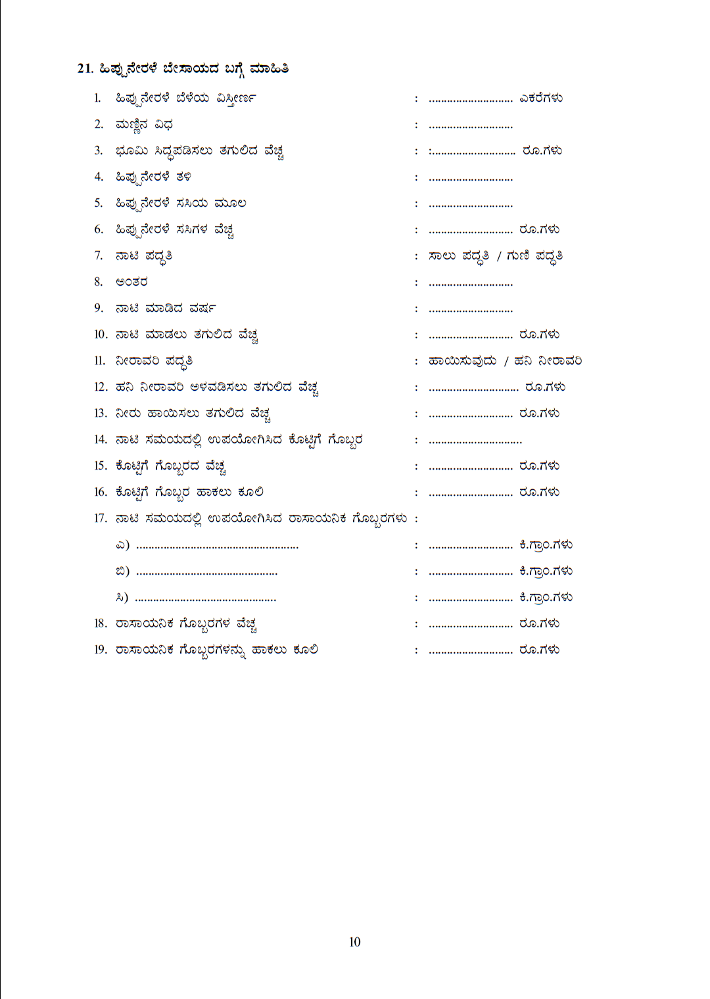 21. ಹಿಪ್ಪುನೇರಳೆ ಬೇಸಾಯದ ಬಗ್ಗೆ ಮಾಹಿತಿ
1. ಹಿಪ್ಪುನೇರಳೆ ಬೆಳೆಯ ವಿಸ್ತೀರ್ಣ : ............................ ಎಕರೆಗಳು
2. ಮಣ್ಣಿನ ವಿಧ : ............................
3. ಭೂಮಿ ಸಿದ್ಧಪಡಿಸಲು ತಗುಲಿದ ವೆಚ್ಚ : :............................ ರೂ.ಗಳು
4. ಹಿಪ್ಪುನೇರಳೆ ತಳಿ : ............................
5. ಹಿಪ್ಪುನೇರಳೆ ಸಸಿಯ ಮೂಲ : ............................
6. ಹಿಪ್ಪುನೇರಳೆ ಸಸಿಗಳ ವೆಚ್ಚ : ............................ ರೂ.ಗಳು
7. ನಾಟಿ ಪದ್ಧತಿ : ಸಾಲು ಪದ್ಧತಿ / ಗುಣಿ ಪದ್ಧತಿ
8. ಅಂತರ : ............................
9. ನಾಟಿ ಮಾಡಿದ ವರ್ಷ : ............................
10. ನಾಟಿ ಮಾಡಲು ತಗುಲಿದ ವೆಚ್ಚ : ............................ ರೂ.ಗಳು
11. ನೀರಾವರಿ ಪದ್ಧತಿ : ಹಾಯಿಸುವುದು / ಹನಿ ನೀರಾವರಿ
12. ಹನಿ ನೀರಾವರಿ ಅಳವಡಿಸಲು ತಗುಲಿದ ವೆಚ್ಚ : .............................. ರೂ.ಗಳು
13. ನೀರು ಹಾಯಿಸಲು ತಗುಲಿದ ವೆಚ್ಚ : ............................ ರೂ.ಗಳು
14. ನಾಟಿ ಸಮಯದಲ್ಲಿ ಉಪಯೋಗಿಸಿದ ಕೊಟ್ಟಿಗೆ ಗೊಬ್ಬರ : ...............................
15. ಕೊಟ್ಟಿಗೆ ಗೊಬ್ಬರದ ವೆಚ್ಚ : ............................ ರೂ.ಗಳು
16. ಕೊಟ್ಟಿಗೆ ಗೊಬ್ಬರ ಹಾಕಲು ಕೂಲಿ : ............................ ರೂ.ಗಳು
17. ನಾಟಿ ಸಮಯದಲ್ಲಿ ಉಪಯೋಗಿಸಿದ ರಾಸಾಯನಿಕ ಗೊಬ್ಬರಗಳು :
ಎ) ...................................................... : ............................ ಕಿ.ಗ್ರಾಂ.ಗಳು
ಬಿ) ............................................... : ............................ ಕಿ.ಗ್ರಾಂ.ಗಳು
ಸಿ) ............................................... : ............................ ಕಿ.ಗ್ರಾಂ.ಗಳು
18. ರಾಸಾಯನಿಕ ಗೊಬ್ಬರಗಳ ವೆಚ್ಚ : ............................ ರೂ.ಗಳು
19. ರಾಸಾಯನಿಕ ಗೊಬ್ಬರಗಳನ್ನು ಹಾಕಲು ಕೂಲಿ : ............................ ರೂ.ಗಳು
10